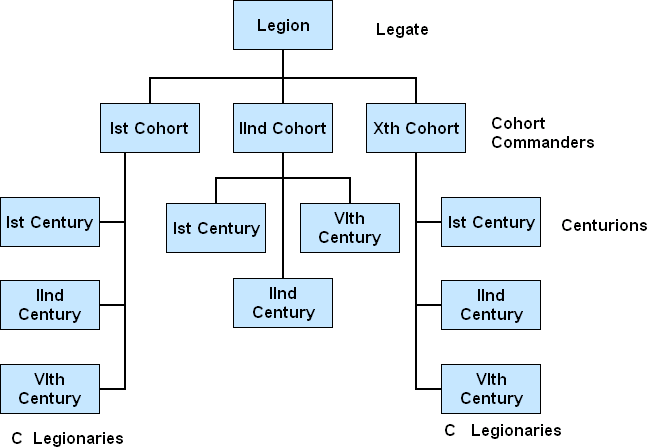 Legion
Legate
Ist Cohort
IInd Cohort
Xth Cohort
Cohort
Commanders
Ist Century
Ist Century
VIth
Century
Ist Century
Centurions
IInd
Century
IInd
Century
IInd
Century
VIth
Century
VIth
Century
C Legionaries
C Legionaries